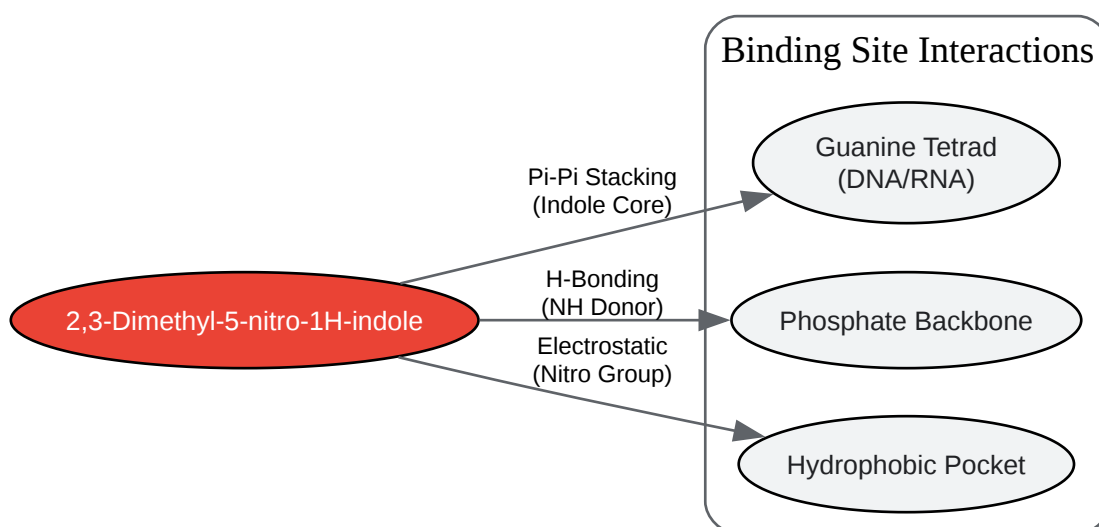 Binding Site Interactions
Guanine Tetrad
(DNA/RNA)
Pi-Pi Stacking
(Indole Core)
H-Bonding
(NH Donor)
2,3-Dimethyl-5-nitro-1H-indole
Phosphate Backbone
Electrostatic
(Nitro Group)
Hydrophobic Pocket